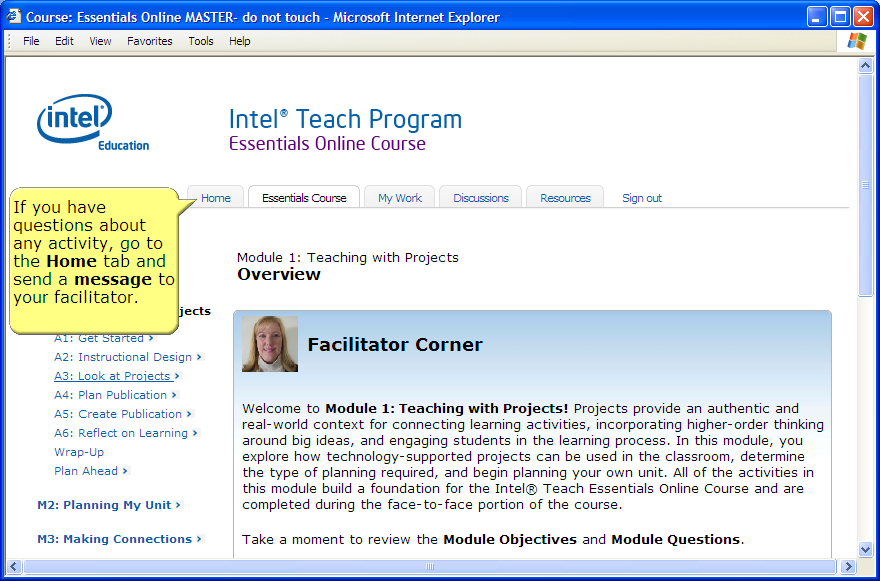 Course: Essentials Online MASTER- do not touch - Microsoft Internet Explorer
File Edit View Favorites Tools Help
intel®
Education
Intel® Teach Program
Essentials Online Course
Home Essentials Course My Work Discussions Resources Sign out
If you have
questions about
any activity, go to
the Home tab and
send a message to
your facilitator.
Module 1: Teaching with Projects
Overview
jects
A1: Get Started ›
A2: Instructional Design ›
A3: Look at Projects ›
A4: Plan Publication ›
A5: Create Publication ›
A6: Reflect on Learning ›
Wrap-Up
Plan Ahead ›
M2: Planning My Unit ›
M3: Making Connections ›
Facilitator Corner
Welcome to Module 1: Teaching with Projects! Projects provide an authentic and
real-world context for connecting learning activities, incorporating higher-order thinking
around big ideas, and engaging students in the learning process. In this module, you
explore how technology-supported projects can be used in the classroom, determine
the type of planning required, and begin planning your own unit. All of the activities in
this module build a foundation for the Intel® Teach Essentials Online Course and are
completed during the face-to-face portion of the course.
Take a moment to review the Module Objectives and Module Questions.